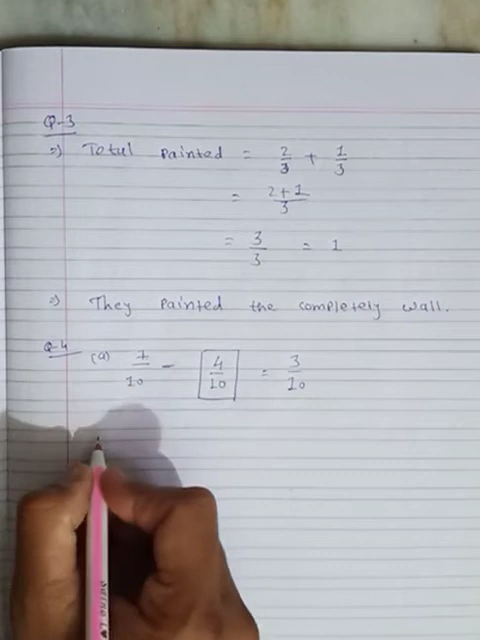 Q-3
=) Total painted = 2/3 + 1/3
= 2+1/3
= 3/3 = 1
=) They painted the completely wall.
Q-4 (a) 7/10 - 4/10 = 3/10